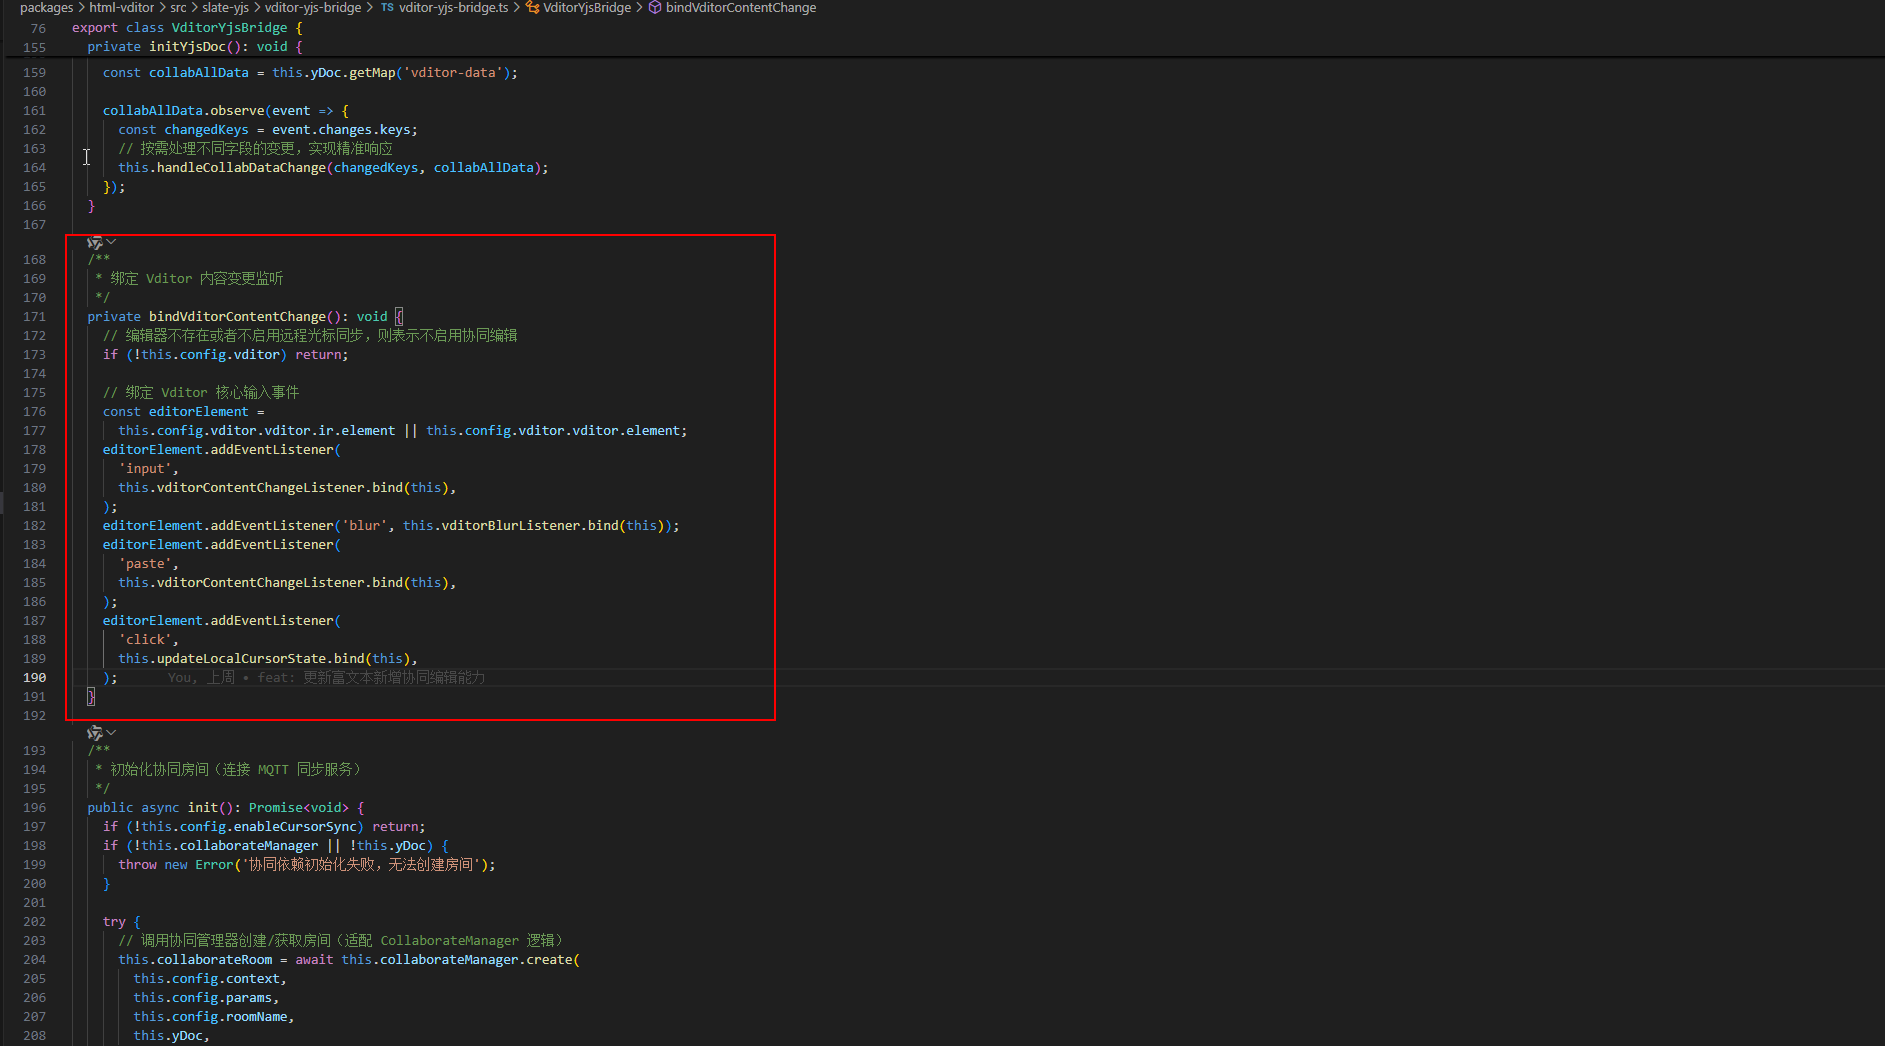 packages > html-vditor > src > slate-yjs > vditor-yjs-bridge > TS vditor-yjs-bridge.ts > VditorYjsBridge > bindVditorContentChange
76 export class VditorYjsBridge {
155 private initYjsDoc(): void {
159 const collabAllData = this.yDoc.getMap('vditor-data');
160
161 collabAllData.observe(event => {
162 const changedKeys = event.changes.keys;
163 // 按需处理不同字段的变更，实现精准响应
164 this.handleCollabDataChange(changedKeys, collabAllData);
165 });
166 }
167
168 /**
169 * 绑定 Vditor 内容变更监听
170 */
171 private bindVditorContentChange(): void {
172 // 编辑器不存在或者不启用远程光标同步，则表示不启用协同编辑
173 if (!this.config.vditor) return;
174
175 // 绑定 Vditor 核心输入事件
176 const editorElement =
177 this.config.vditor.vditor.ir.element || this.config.vditor.vditor.element;
178 editorElement.addEventListener(
179 'input',
180 this.vditorContentChangeListener.bind(this),
181 );
182 editorElement.addEventListener('blur', this.vditorBlurListener.bind(this));
183 editorElement.addEventListener(
184 'paste',
185 this.vditorContentChangeListener.bind(this),
186 );
187 editorElement.addEventListener(
188 'click',
189 this.updateLocalCursorState.bind(this),
190 ); You, 上周 • feat: 更新富文本新增协同编辑能力
191 }
192
193 /**
194 * 初始化协同房间（连接 MQTT 同步服务）
195 */
196 public async init(): Promise<void> {
197 if (!this.config.enableCursorSync) return;
198 if (!this.collaborateManager || !this.yDoc) {
199 throw new Error('协同依赖初始化失败，无法创建房间');
200 }
201
202 try {
203 // 调用协同管理器创建/获取房间（适配 CollaborateManager 逻辑）
204 this.collaborateRoom = await this.collaborateManager.create(
205 this.config.context,
206 this.config.params,
207 this.config.roomName,
208 this.yDoc,